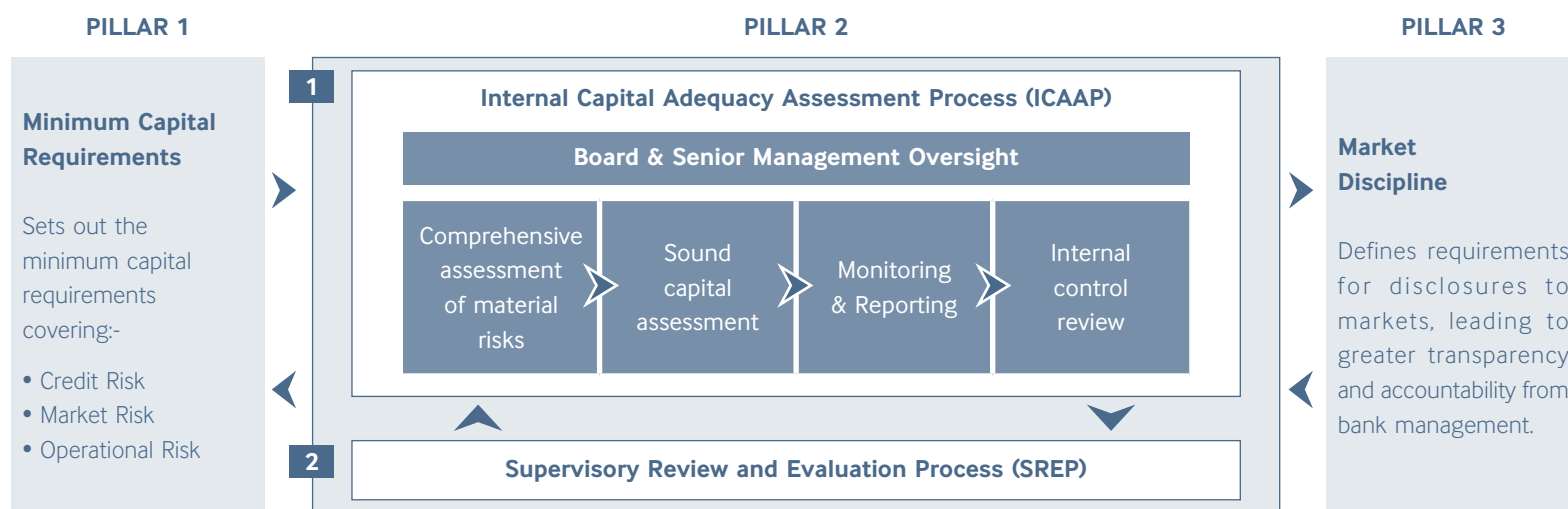 PILLAR 1
Minimum Capital
Requirements
Sets out the
minimum capital
requirements
covering:-
• Credit Risk
• Market Risk
• Operational Risk
PILLAR 2
1
Internal Capital Adequacy Assessment Process (ICAAP)
Board & Senior Management Oversight
Comprehensive
assessment
of material
risks
Sound
capital
assessment
Monitoring
& Reporting
Internal
control
review
2
Supervisory Review and Evaluation Process (SREP)
PILLAR 3
Market
Discipline
Defines requirements
for disclosures to
markets, leading to
greater transparency
and accountability from
bank management.